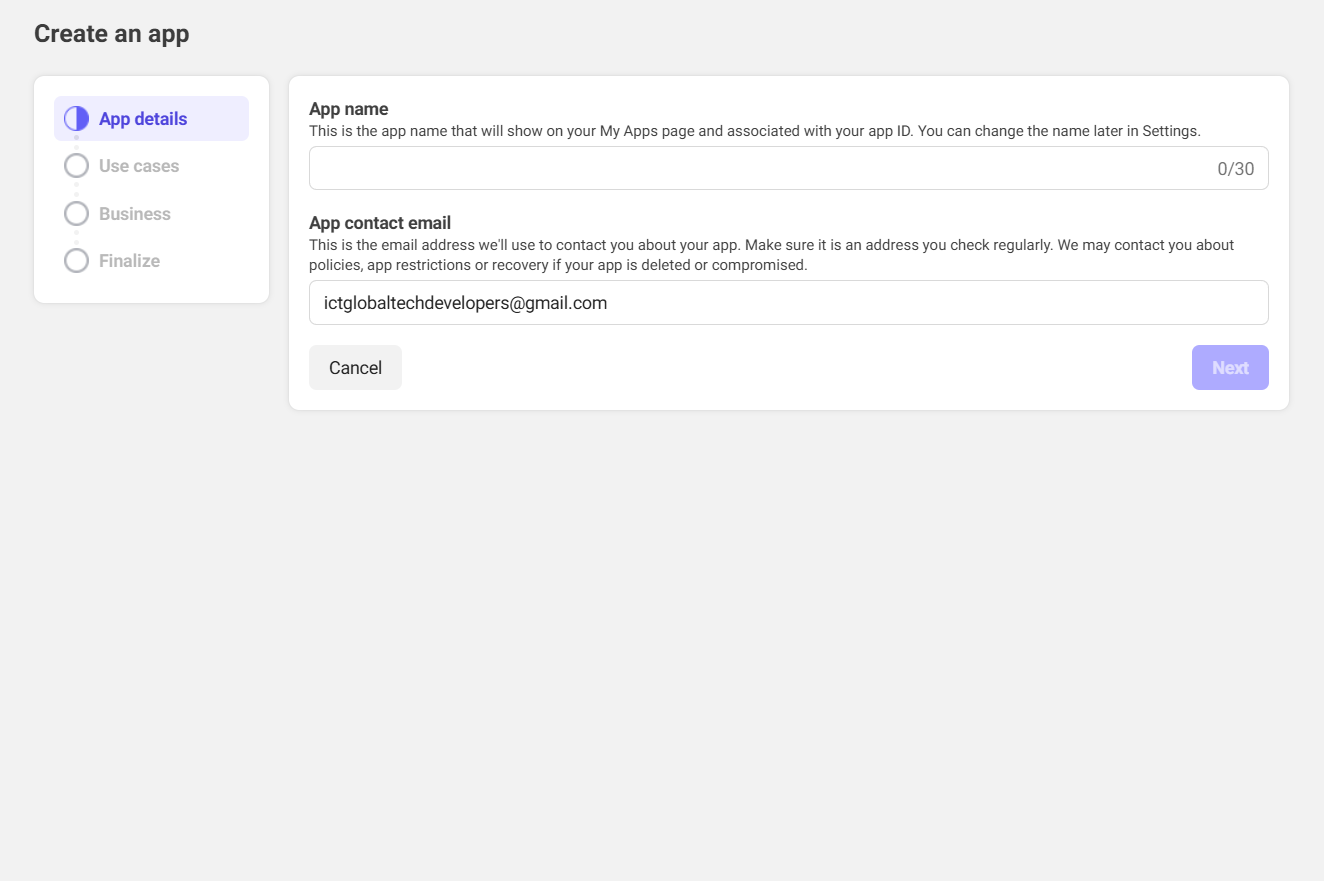 Create an app
App details
Use cases
Business
Finalize
App name
This is the app name that will show on your My Apps page and associated with your app ID. You can change the name later in Settings.
0/30
App contact email
This is the email address we'll use to contact you about your app. Make sure it is an address you check regularly. We may contact you about
policies, app restrictions or recovery if your app is deleted or compromised.
ictglobaltechdevelopers@gmail.com
Cancel
Next